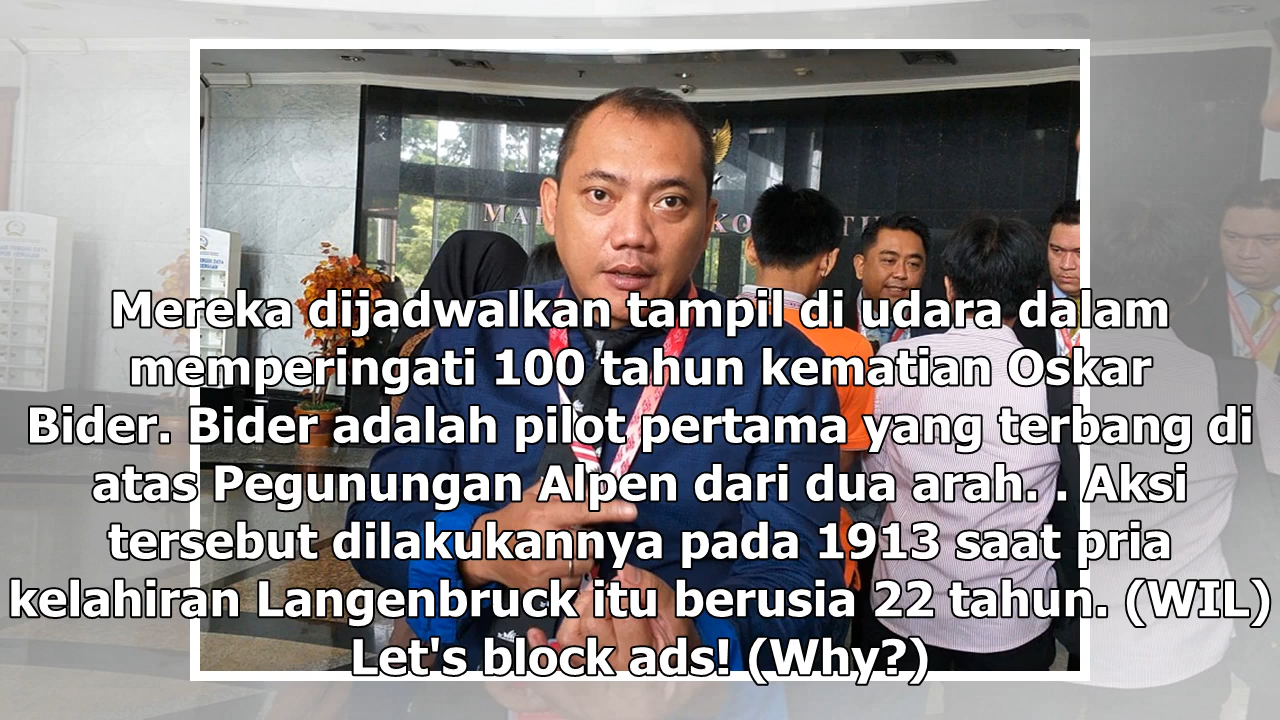 MA
KO
Mereka dijadwalkan tampil di udara dalam
memperingati 100 tahun kematian Oskar
Bider. Bider adalah pilot pertama yang terbang di
atas Pegunungan Alpen dari dua arah. . Aksi
tersebut dilakukannya pada 1913 saat pria
kelahiran Langenbruck itu berusia 22 tahun. (WIL)
Let's block ads! (Why?)